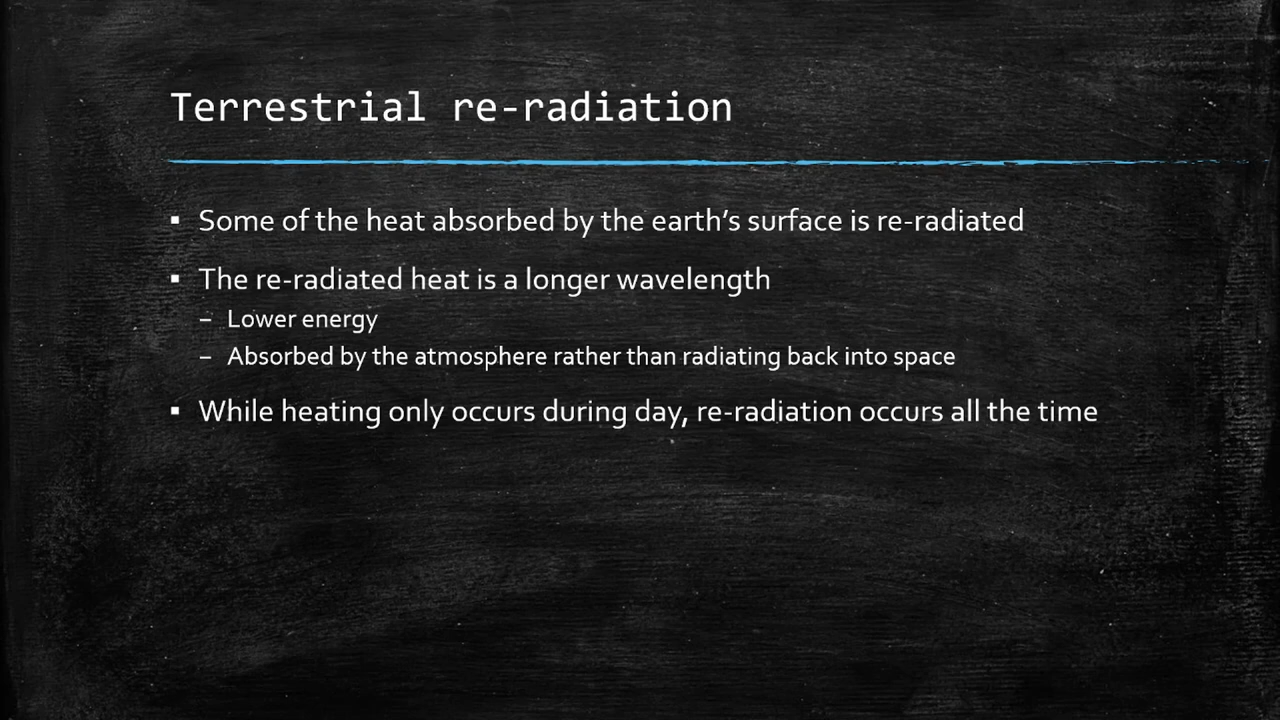 Terrestrial re-radiation
▪ Some of the heat absorbed by the earth’s surface is re-radiated
▪ The re-radiated heat is a longer wavelength
– Lower energy
– Absorbed by the atmosphere rather than radiating back into space
▪ While heating only occurs during day, re-radiation occurs all the time